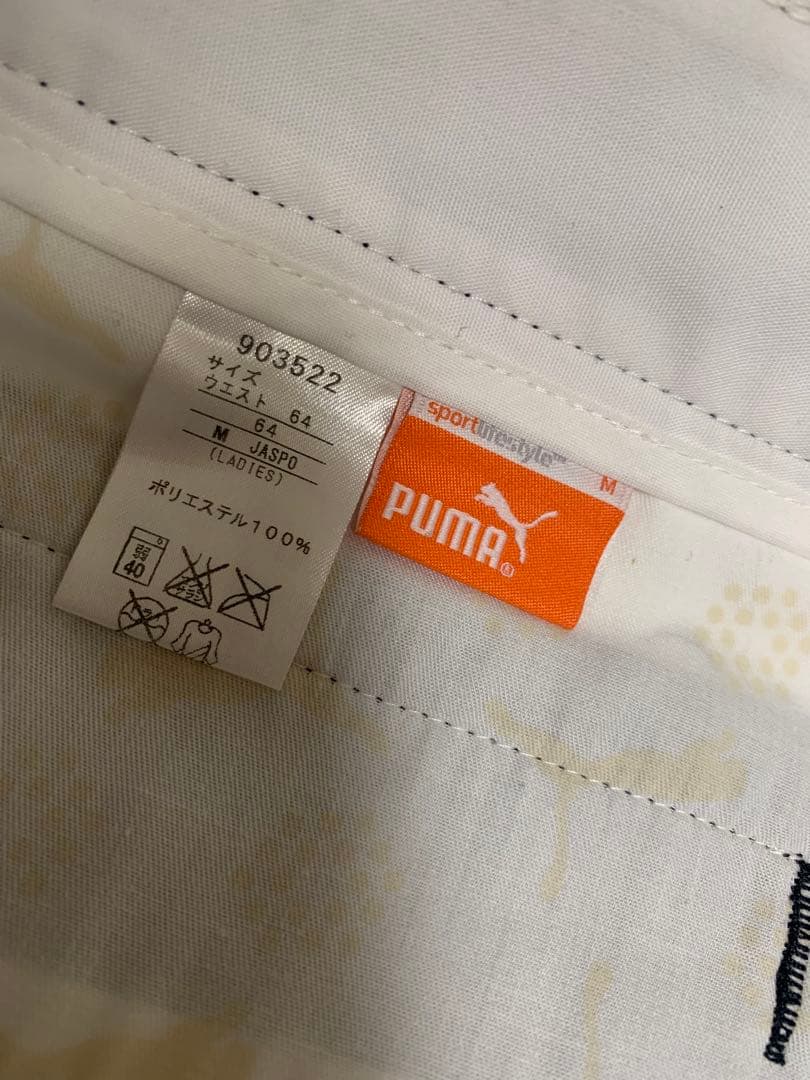 903522
サイズ
ウエスト 64
64
M JASPO
(LADIES)
ポリエステル100%
40
sportlifestyle™
M
PUMA®